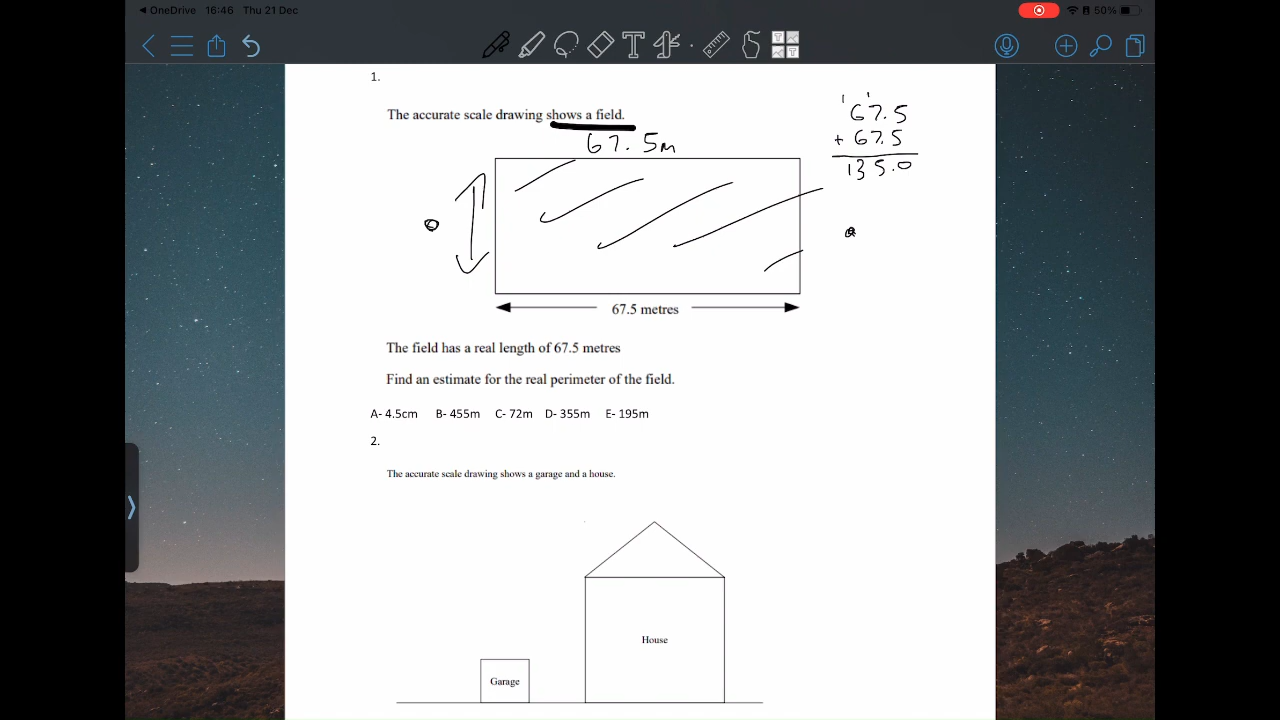 OneDrive 16:46 Thu 21 Dec 50%
1.
The accurate scale drawing shows a field.
67.5m
67.5
+ 67.5
135.0
67.5 metres
The field has a real length of 67.5 metres
Find an estimate for the real perimeter of the field.
A- 4.5cm B- 455m C- 72m D- 355m E- 195m
2.
The accurate scale drawing shows a garage and a house.
House
Garage